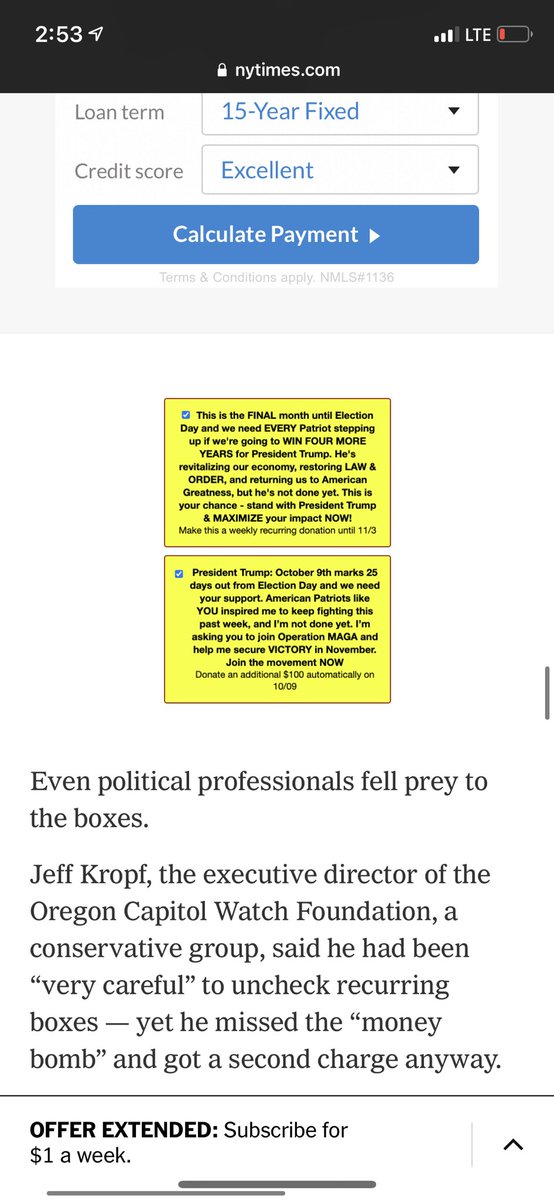 2:53
LTE
nytimes.com
Loan term
15-Year Fixed
Credit score
Excellent
Calculate Payment
Terms & Conditions apply. NMLS#1136
This is the FINAL month until Election
Day and we need EVERY Patriot stepping
up if we're going to WIN FOUR MORE
YEARS for President Trump. He's
revitalizing our economy, restoring LAW &
ORDER, and returning us to American
Greatness, but he's not done yet. This is
your chance - stand with President Trump
& MAXIMIZE your impact NOW!
Make this a weekly recurring donation until 11/3
President Trump: October 9th marks 25
days out from Election Day and we need
your support. American Patriots like
YOU inspired me to keep fighting this
past week, and I'm not done yet. I'm
asking you to join Operation MAGA and
help me secure VICTORY in November.
Join the movement NOW
Donate an additional $100 automatically on
10/09
Even political professionals fell prey to
the boxes.
Jeff Kropf, the executive director of the
Oregon Capitol Watch Foundation, a
conservative group, said he had been
“very careful” to uncheck recurring
boxes — yet he missed the “money
bomb” and got a second charge anyway.
OFFER EXTENDED: Subscribe for
$1 a week.